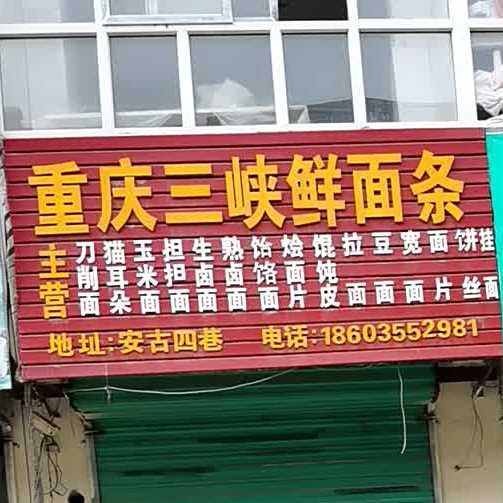 重庆三峡鲜面条
主营
刀削面
猫耳朵
玉米面
担担面
生卤面
熟卤面
饸饹面
烩面片
馄饨皮
拉面
豆面
宽面
面片
饼丝
挂面
地址:安古四巷 电话:18603552981